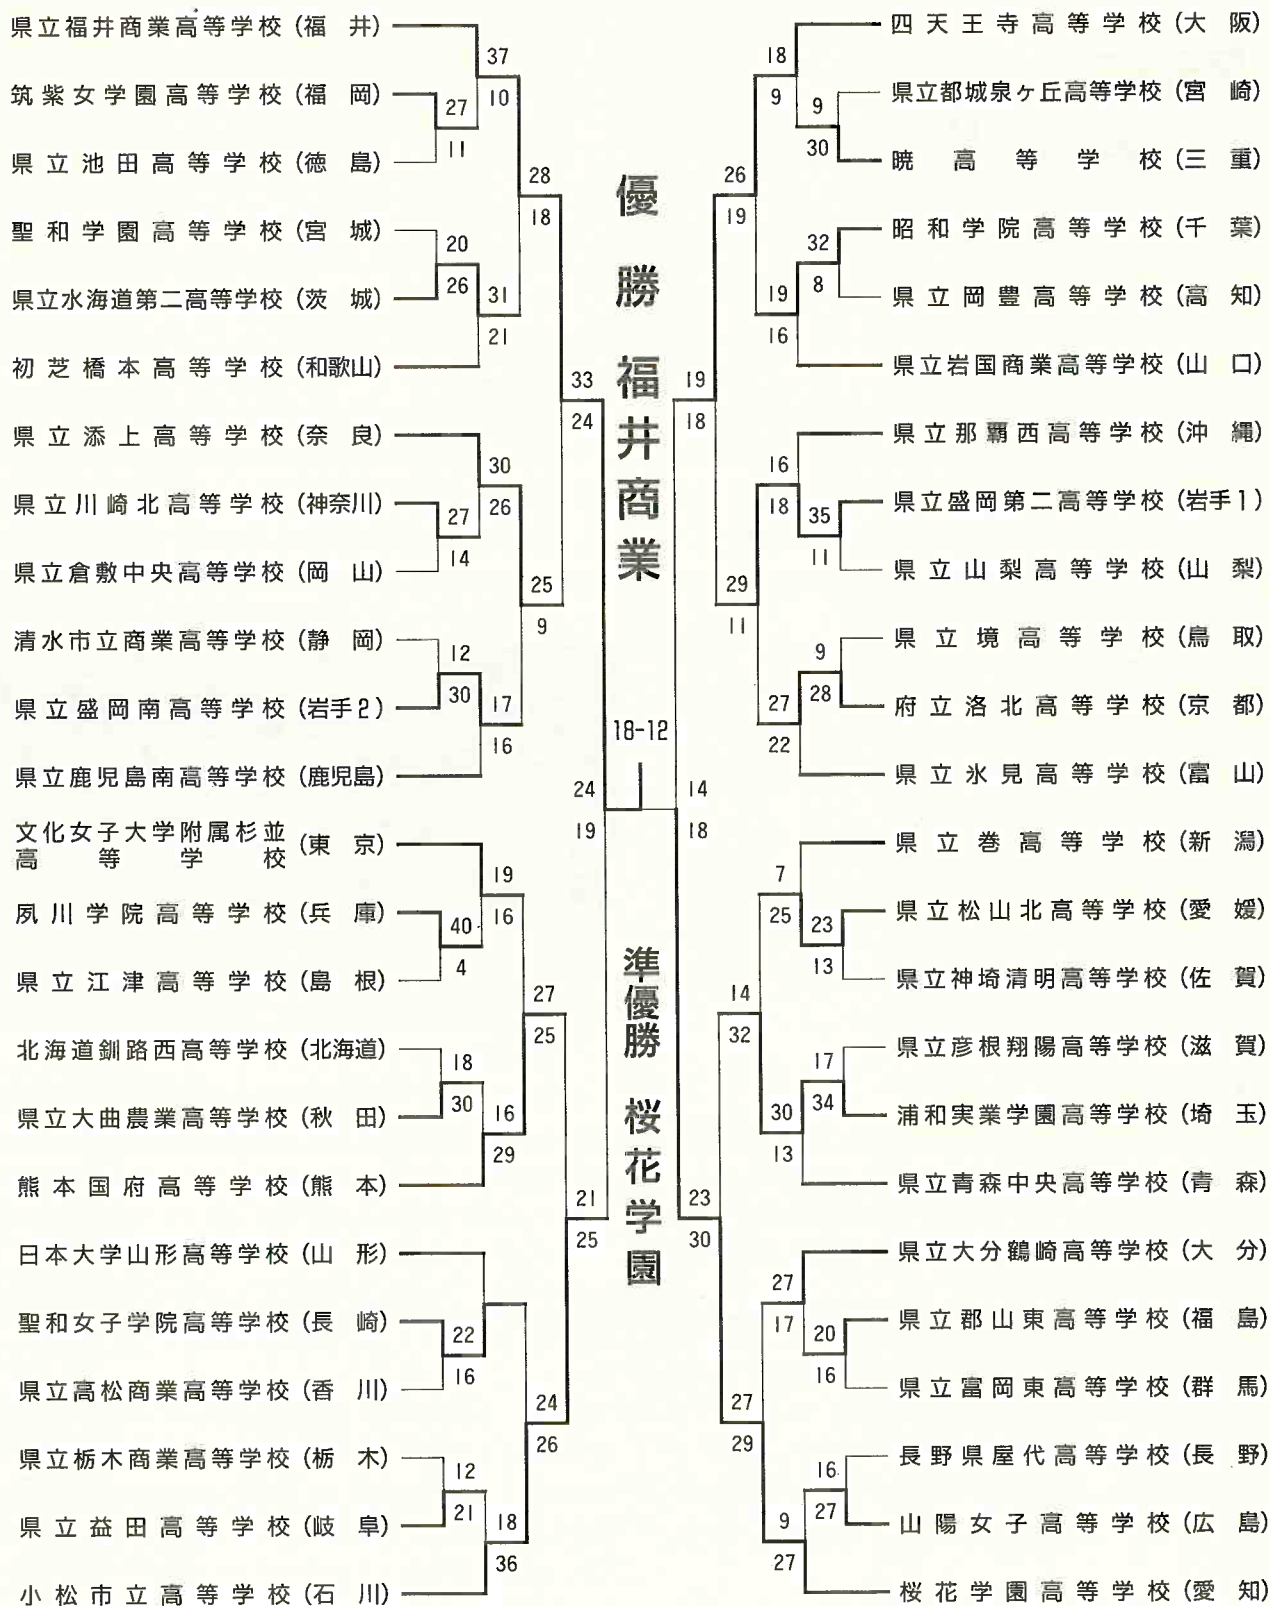 県立福井商業高等学校(福 井)
37
10
筑紫女学園高等学校(福 岡)
27
11
県立池田高等学校(徳 島)
28
18
聖和学園高等学校(宮 城)
20
26
県立水海道第二高等学校(茨 城)
31
21
初芝橋本高等学校(和歌山)
33
24
県立添上高等学校(奈 良)
30
26
県立川崎北高等学校(神奈川)
27
14
県立倉敷中央高等学校(岡 山)
25
9
清水市立商業高等学校(静 岡)
12
30
県立盛岡南高等学校(岩手2)
17
16
県立鹿児島南高等学校(鹿児島)
24
19
文化女子大学附属杉並
高等学校(東 京)
19
16
夙川学院高等学校(兵 庫)
40
4
県立江津高等学校(島 根)
27
25
北海道釧路西高等学校(北海道)
18
30
県立大曲農業高等学校(秋 田)
16
29
熊本国府高等学校(熊 本)
21
25
日本大学山形高等学校(山 形)
聖和女子学院高等学校(長 崎)
22
16
県立高松商業高等学校(香 川)
24
26
県立栃木商業高等学校(栃 木)
12
21
県立益田高等学校(岐 阜)
18
36
小松市立高等学校(石 川)
優勝 福井商業
18-12
準優勝 桜花学園
四天王寺高等学校(大 阪)
18
9
県立都城泉ヶ丘高等学校(宮 崎)
9
30
暁高等学校(三 重)
26
19
昭和学院高等学校(千 葉)
32
8
県立岡豊高等学校(高 知)
19
16
県立岩国商業高等学校(山 口)
19
18
県立那覇西高等学校(沖 縄)
16
18
県立盛岡第二高等学校(岩手1)
35
11
県立山梨高等学校(山 梨)
29
11
県立境高等学校(鳥 取)
9
28
府立洛北高等学校(京 都)
27
22
県立氷見高等学校(富 山)
14
18
県立巻高等学校(新 潟)
7
25
県立松山北高等学校(愛 媛)
23
13
県立神埼清明高等学校(佐 賀)
14
32
県立彦根翔陽高等学校(滋 賀)
17
34
浦和実業学園高等学校(埼 玉)
30
13
県立青森中央高等学校(青 森)
23
30
県立大分鶴崎高等学校(大 分)
27
17
県立郡山東高等学校(福 島)
20
16
県立富岡東高等学校(群 馬)
27
29
長野県屋代高等学校(長 野)
16
27
山陽女子高等学校(広 島)
9
27
桜花学園高等学校(愛 知)